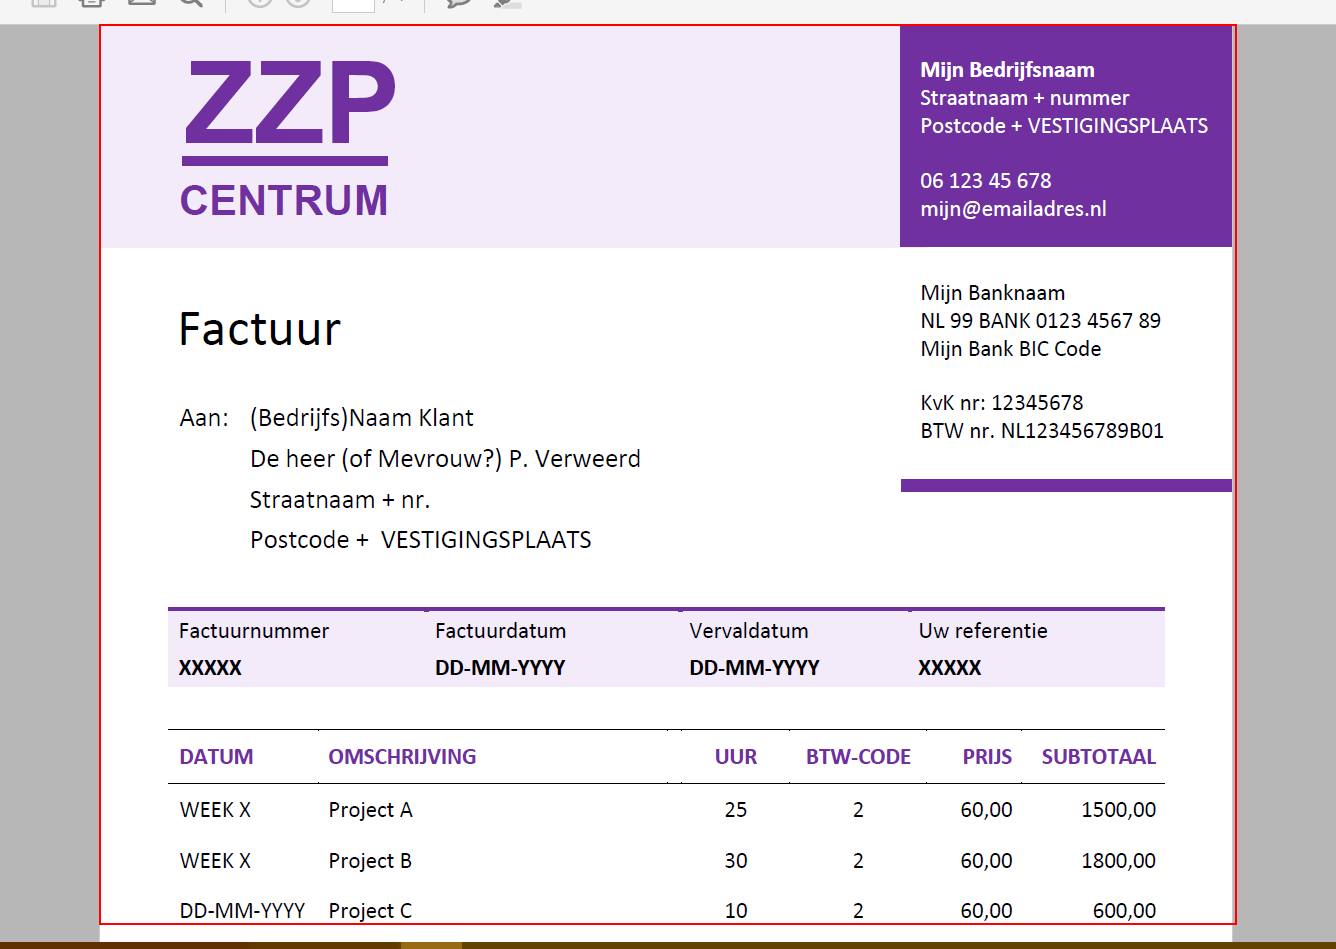 ZZP
CENTRUM
Mijn Bedrijfsnaam
Straatnaam + nummer
Postcode + VESTIGINGSPLAATS
06 123 45 678
mijn@emailadres.nl
Mijn Banknaam
NL 99 BANK 0123 4567 89
Mijn Bank BIC Code
KvK nr: 12345678
BTW nr. NL123456789B01
Factuur
Aan: (Bedrijfs)Naam Klant
De heer (of Mevrouw?) P. Verweerd
Straatnaam + nr.
Postcode + VESTIGINGSPLAATS
Factuurnummer Factuurdatum Vervaldatum Uw referentie
XXXXX DD-MM-YYYY DD-MM-YYYY XXXXX
DATUM OMSCHRIJVING UUR BTW-CODE PRIJS SUBTOTAAL
WEEK X Project A 25 2 60,00 1500,00
WEEK X Project B 30 2 60,00 1800,00
DD-MM-YYYY Project C 10 2 60,00 600,00